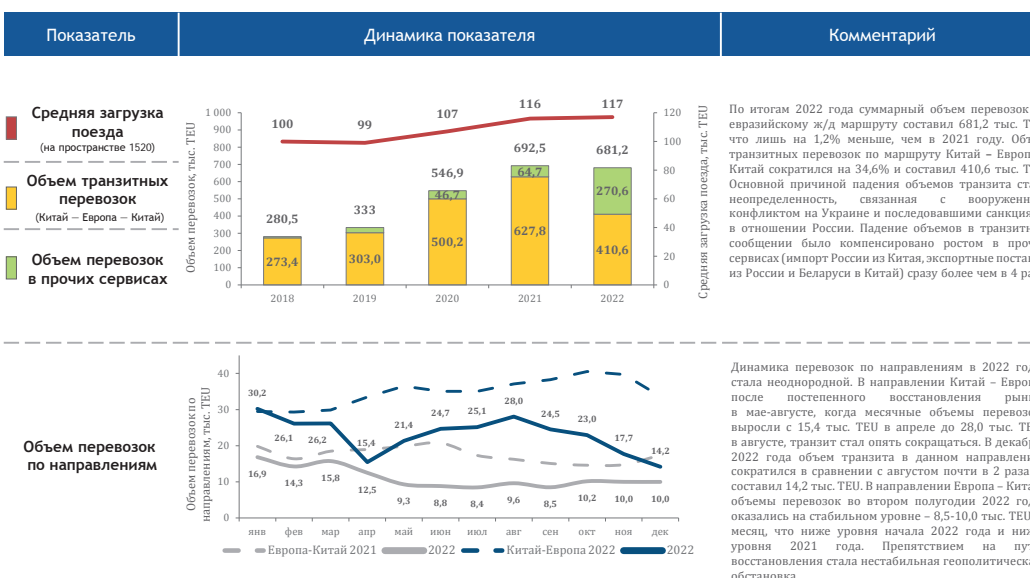 Показатель
Динамика показателя
Комментарий
Средняя загрузка
поезда
(на пространстве 1520)
Объем транзитных
перевозок
(Китай – Европа – Китай)
Объем перевозок
в прочих сервисах
Объем перевозок, тыс. TEU
1 000
900
800
700
600
500
400
300
200
100
0
100
99
107
116
117
280,5
333
546,9
692,5
681,2
46,7
64,7
270,6
273,4
303,0
500,2
627,8
410,6
2018
2019
2020
2021
2022
120
100
80
60
40
20
0
Средняя загрузка поезда, тыс. TEU
По итогам 2022 года суммарный объем перевозок
евразийскому ж/д маршруту составил 681,2 тыс. T
что лишь на 1,2% меньше, чем в 2021 году. Объ
транзитных перевозок по маршруту Китай – Европ
Китай сократился на 34,6% и составил 410,6 тыс. T
Основной причиной падения объемов транзита ста
неопределенность, связанная с вооруженн
конфликтом на Украине и последовавшими санкция
в отношении России. Падение объемов в транзитн
сообщении было компенсировано ростом в проч
сервисах (импорт России из Китая, экспортные постав
из России и Беларуси в Китай) сразу более чем в 4 ра
Объем перевозок
по направлениям
Объем перевозок по
направлениям, тыс. TEU
40
30
20
10
0
30,2
26,1
26,2
15,4
21,4
24,7
25,1
28,0
24,5
23,0
17,7
14,2
16,9
14,3
15,8
12,5
9,3
8,8
8,4
9,6
8,5
10,2
10,0
10,0
янв
фев
мар
апр
май
июн
июл
авг
сен
окт
ноя
дек
Европа-Китай 2021
2022
Китай-Европа 2022
2022
Динамика перевозок по направлениям в 2022 год
стала неоднородной. В направлении Китай – Европ
после постепенного восстановления рынк
в мае-августе, когда месячные объемы перевозо
выросли с 15,4 тыс. TEU в апреле до 28,0 тыс. TE
в августе, транзит стал опять сокращаться. В декабр
2022 года объем транзита в данном направлени
сократился в сравнении с августом почти в 2 раза
составил 14,2 тыс. TEU. В направлении Европа – Кита
объемы перевозок во втором полугодии 2022 год
оказались на стабильном уровне – 8,5-10,0 тыс. TEU
месяц, что ниже уровня начала 2022 года и ниж
уровня 2021 года. Препятствием на пут
восстановления стала нестабильная геополитическа
обстановка